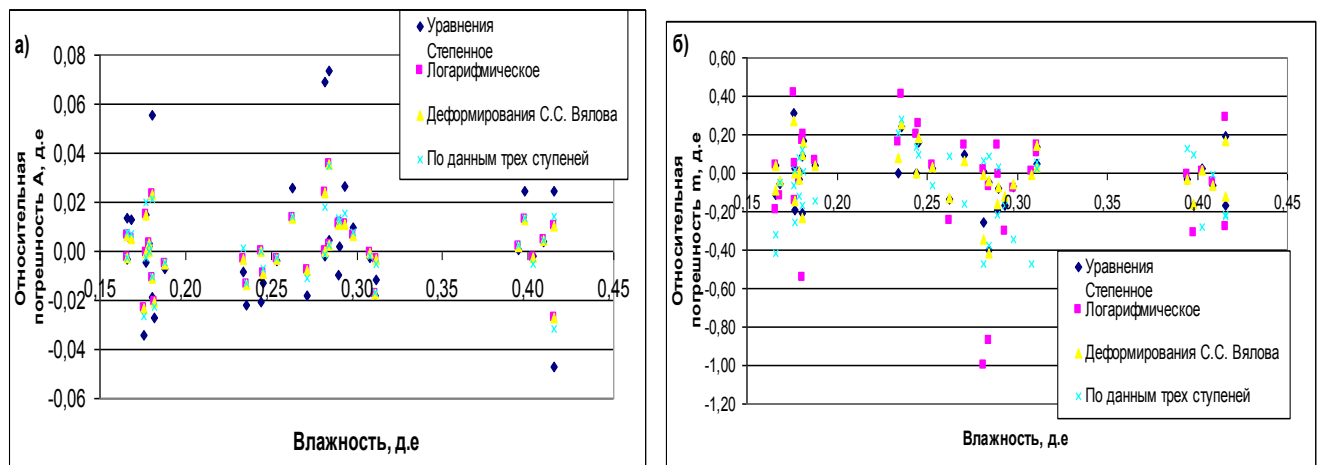 а)
Относительная
погрешность А, д.е
0,08
0,06
0,04
0,02
0,00
-0,02
-0,04
-0,06
0,15
0,20
0,25
0,30
0,35
0,40
0,45
Влажность, д.е
Уравнения
Степенное
Логарифмическое
Деформирования С.С. Вялова
По данным трех ступеней
б)
Относительная
погрешность m, д.е
0,60
0,40
0,20
0,00
-0,20
-0,40
-0,60
-0,80
-1,00
-1,20
0,15
0,20
0,25
0,30
0,35
0,40
0,45
Влажность, д.е
Уравнения
Степенное
Логарифмическое
Деформирования С.С. Вялова
По данным трех ступеней